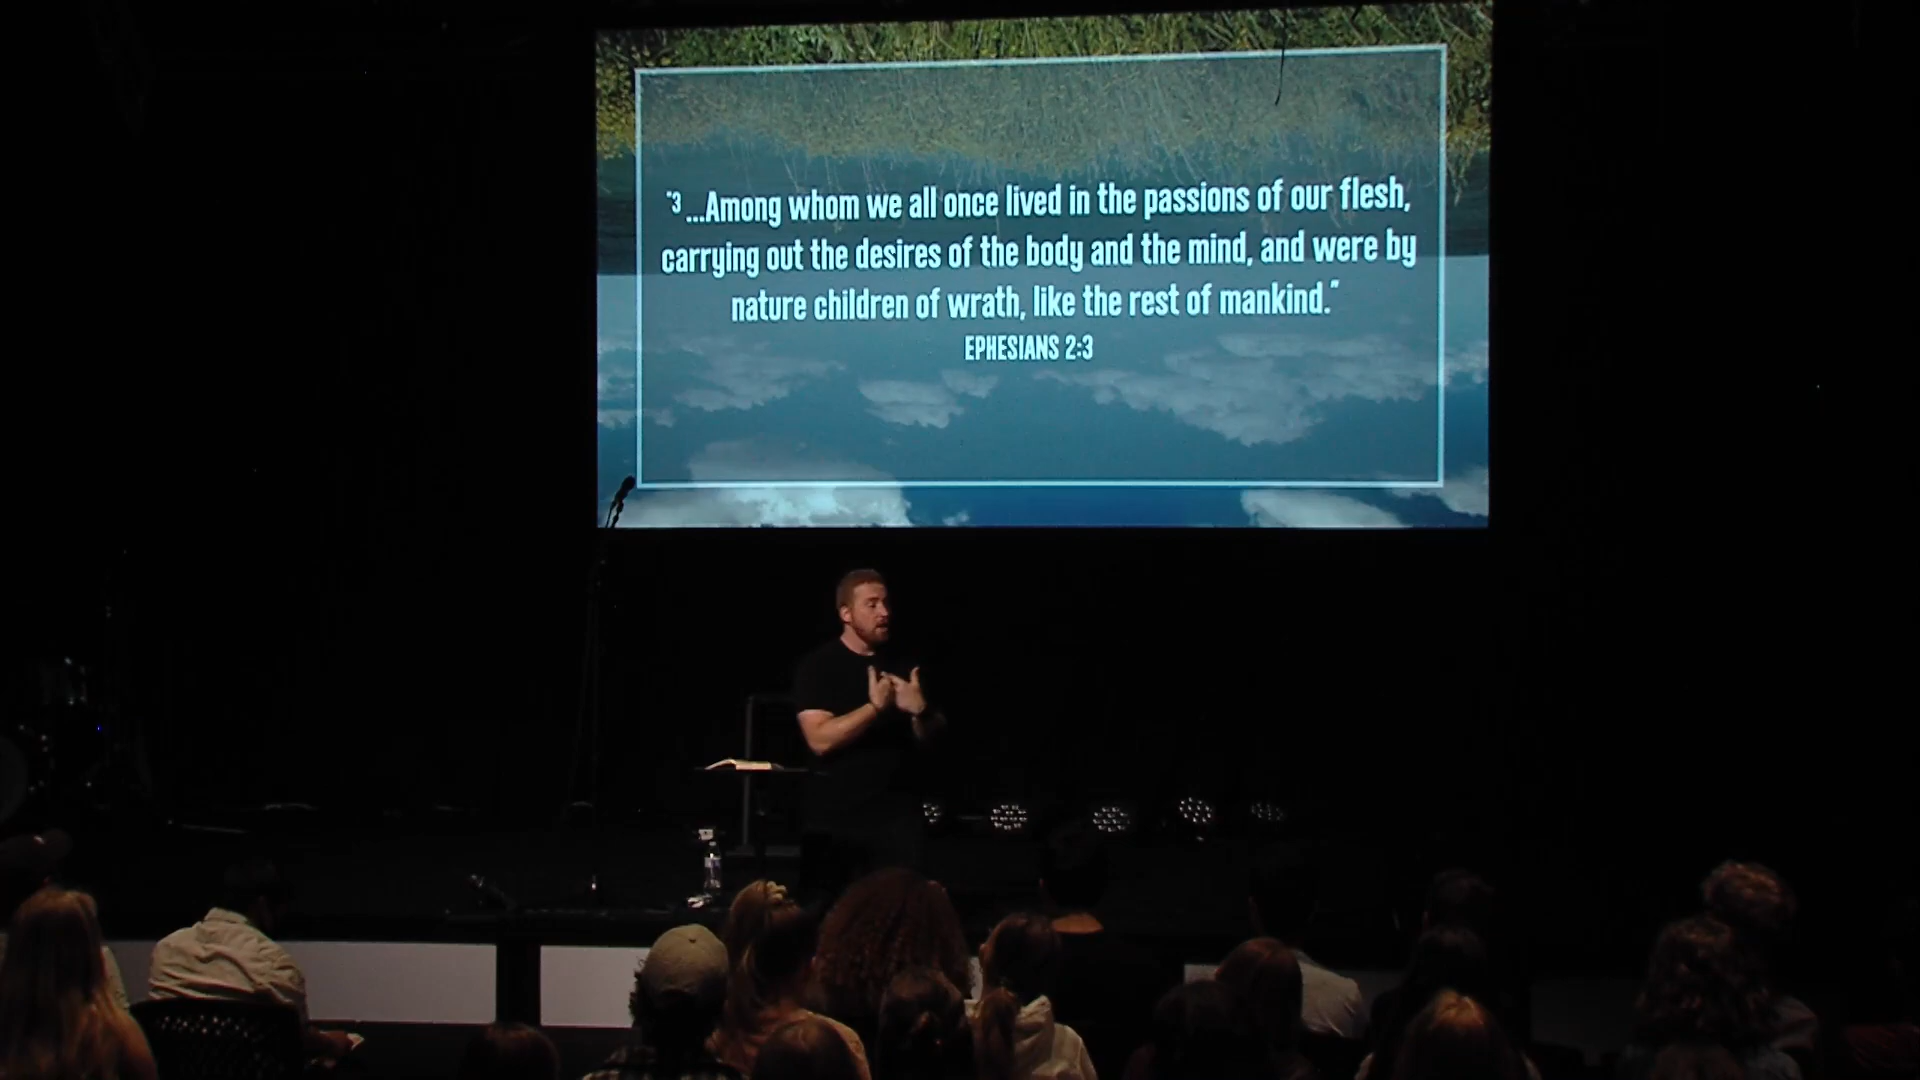 "3 ...Among whom we all once lived in the passions of our flesh,
carrying out the desires of the body and the mind, and were by
nature children of wrath, like the rest of mankind."
EPHESIANS 2:3